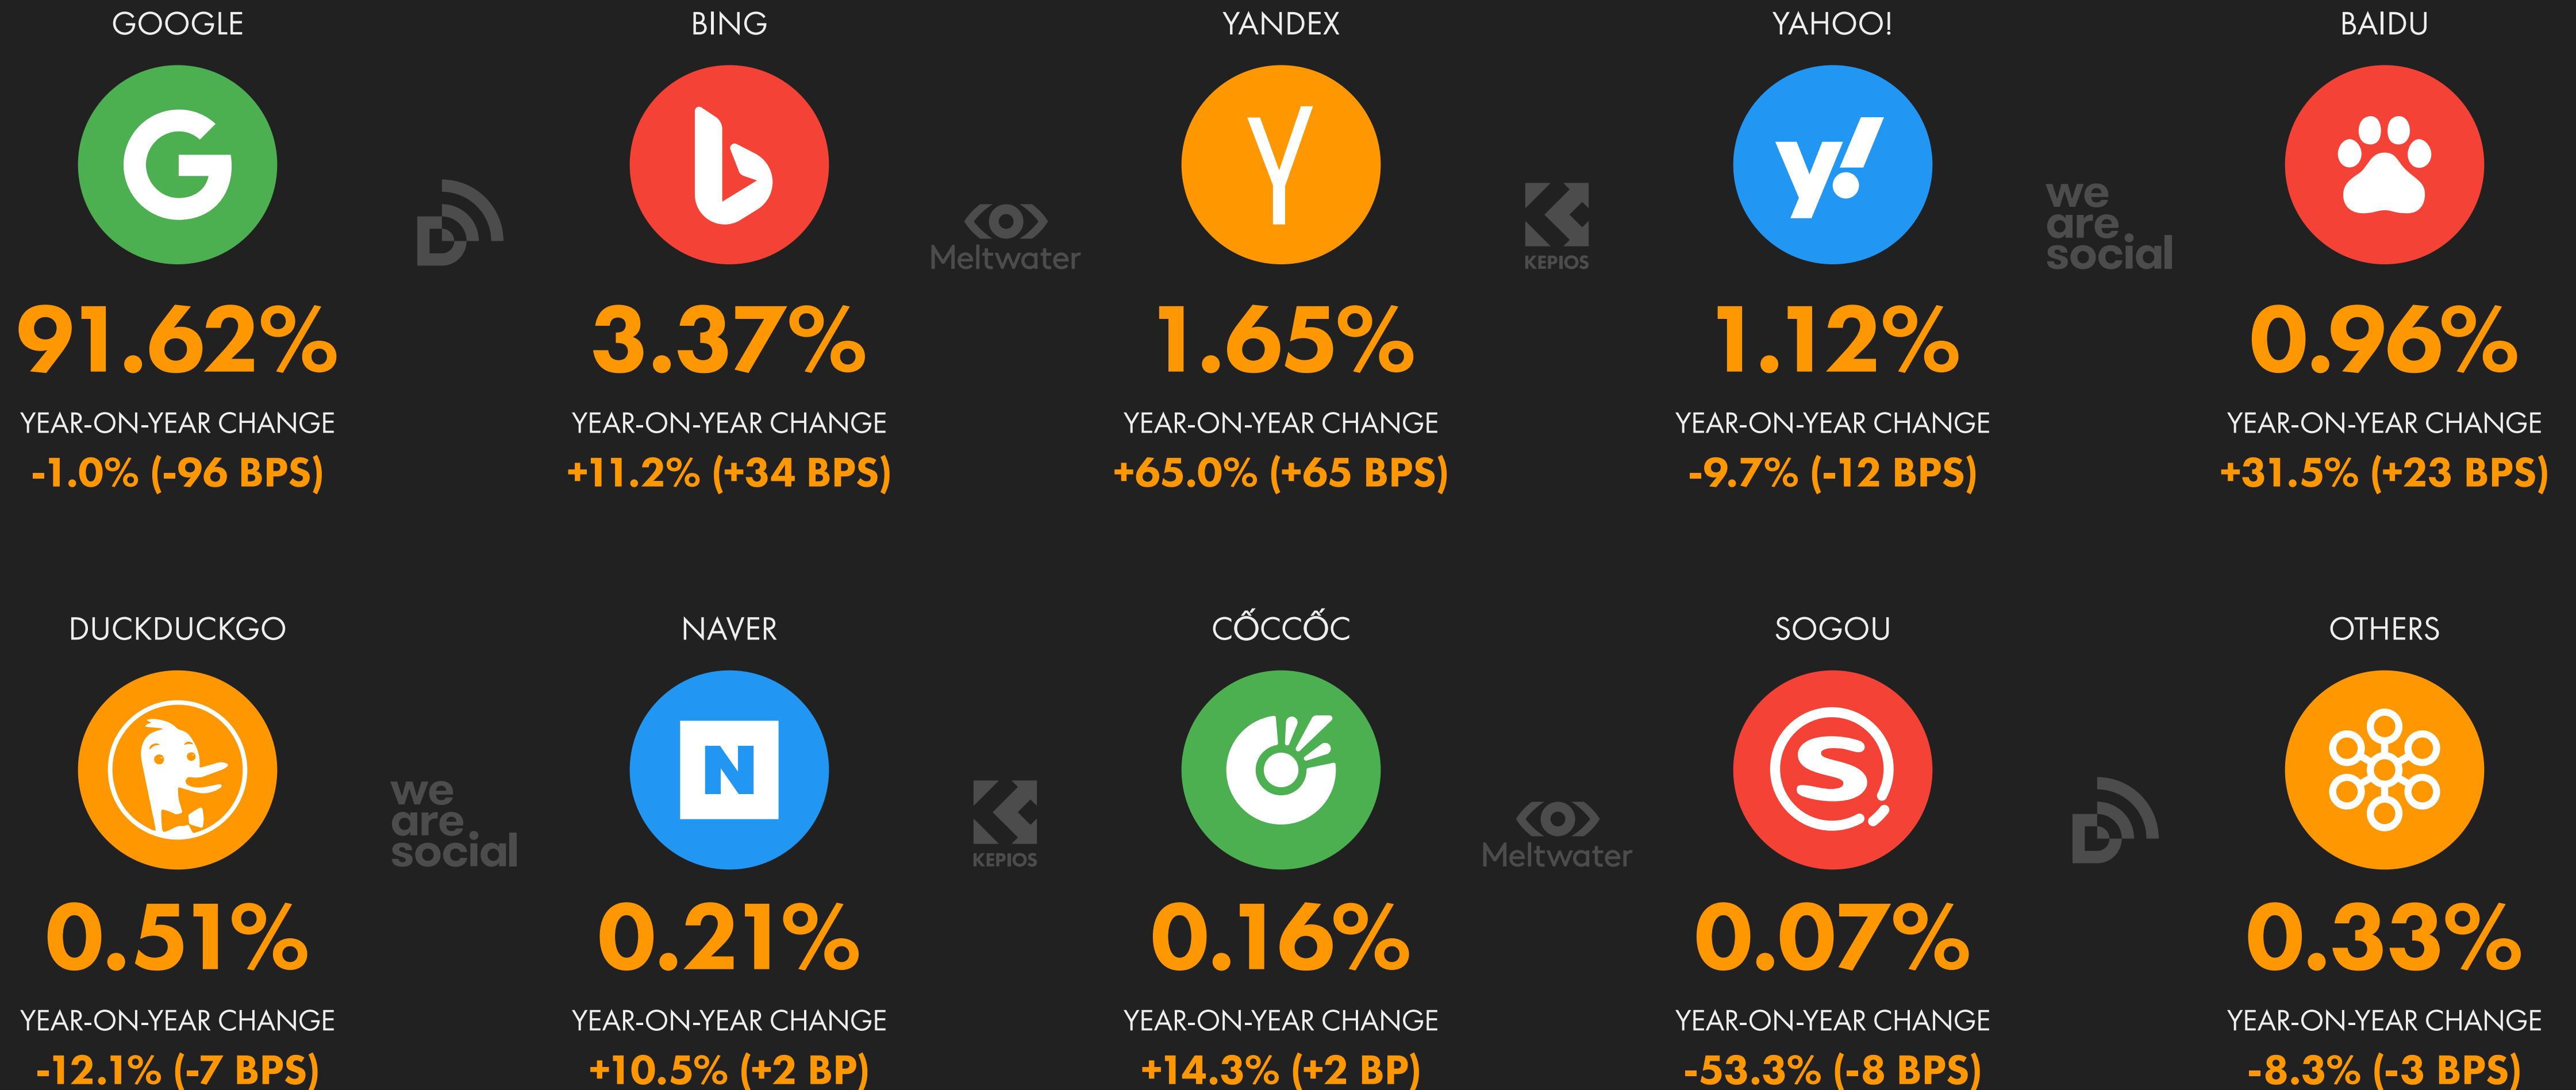 GOOGLE
BING
YANDEX
YAHOO!
BAIDU
G
b
Y
y!
D
Meltwater
KEPIOS
we
are
social
91.62%
3.37%
1.65%
1.12%
0.96%
YEAR-ON-YEAR CHANGE
YEAR-ON-YEAR CHANGE
YEAR-ON-YEAR CHANGE
YEAR-ON-YEAR CHANGE
YEAR-ON-YEAR CHANGE
-1.0% (-96 BPS)
+11.2% (+34 BPS)
+65.0% (+65 BPS)
-9.7% (-12 BPS)
+31.5% (+23 BPS)
DUCKDUCKGO
NAVER
CỐCCỐC
SOGOU
OTHERS
N
S
we
are
social
KEPIOS
Meltwater
D
0.51%
0.21%
0.16%
0.07%
0.33%
YEAR-ON-YEAR CHANGE
YEAR-ON-YEAR CHANGE
YEAR-ON-YEAR CHANGE
YEAR-ON-YEAR CHANGE
YEAR-ON-YEAR CHANGE
-12.1% (-7 BPS)
+10.5% (+2 BP)
+14.3% (+2 BP)
-53.3% (-8 BPS)
-8.3% (-3 BPS)